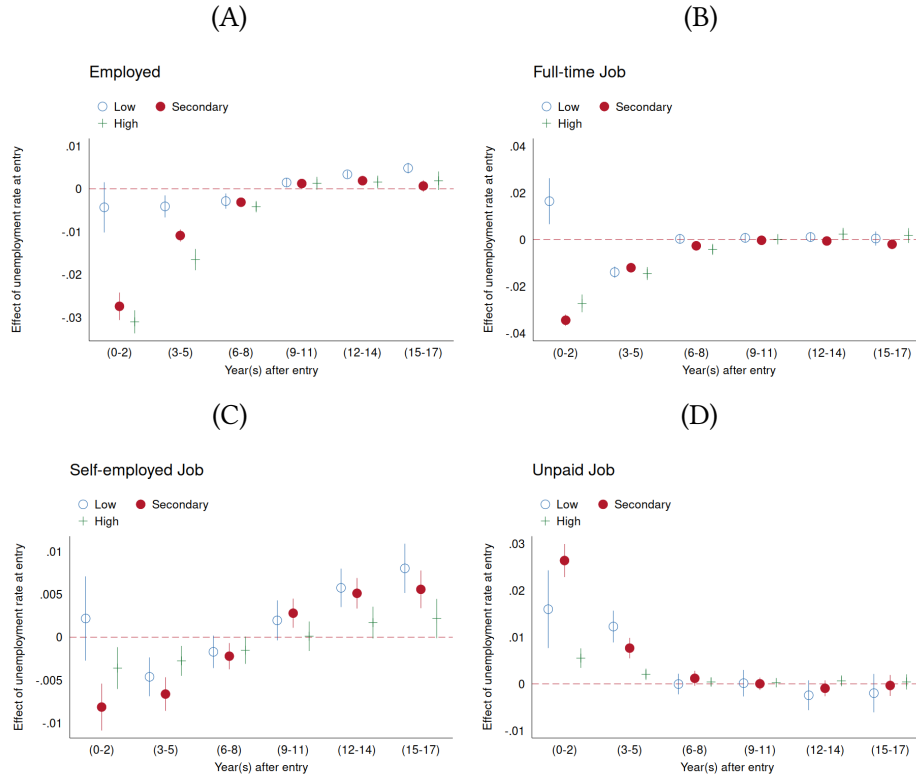 (A)
Employed
Low Secondary
High
Effect of unemployment rate at entry
.01
0
-.01
-.02
-.03
(0-2) (3-5) (6-8) (9-11) (12-14) (15-17)
Year(s) after entry
(B)
Full-time Job
Low Secondary
High
Effect of unemployment rate at entry
.04
.02
0
-.02
-.04
(0-2) (3-5) (6-8) (9-11) (12-14) (15-17)
Year(s) after entry
(C)
Self-employed Job
Low Secondary
High
Effect of unemployment rate at entry
.01
.005
0
-.005
-.01
(0-2) (3-5) (6-8) (9-11) (12-14) (15-17)
Year(s) after entry
(D)
Unpaid Job
Low Secondary
High
Effect of unemployment rate at entry
.03
.02
.01
0
-.01
(0-2) (3-5) (6-8) (9-11) (12-14) (15-17)
Year(s) after entry